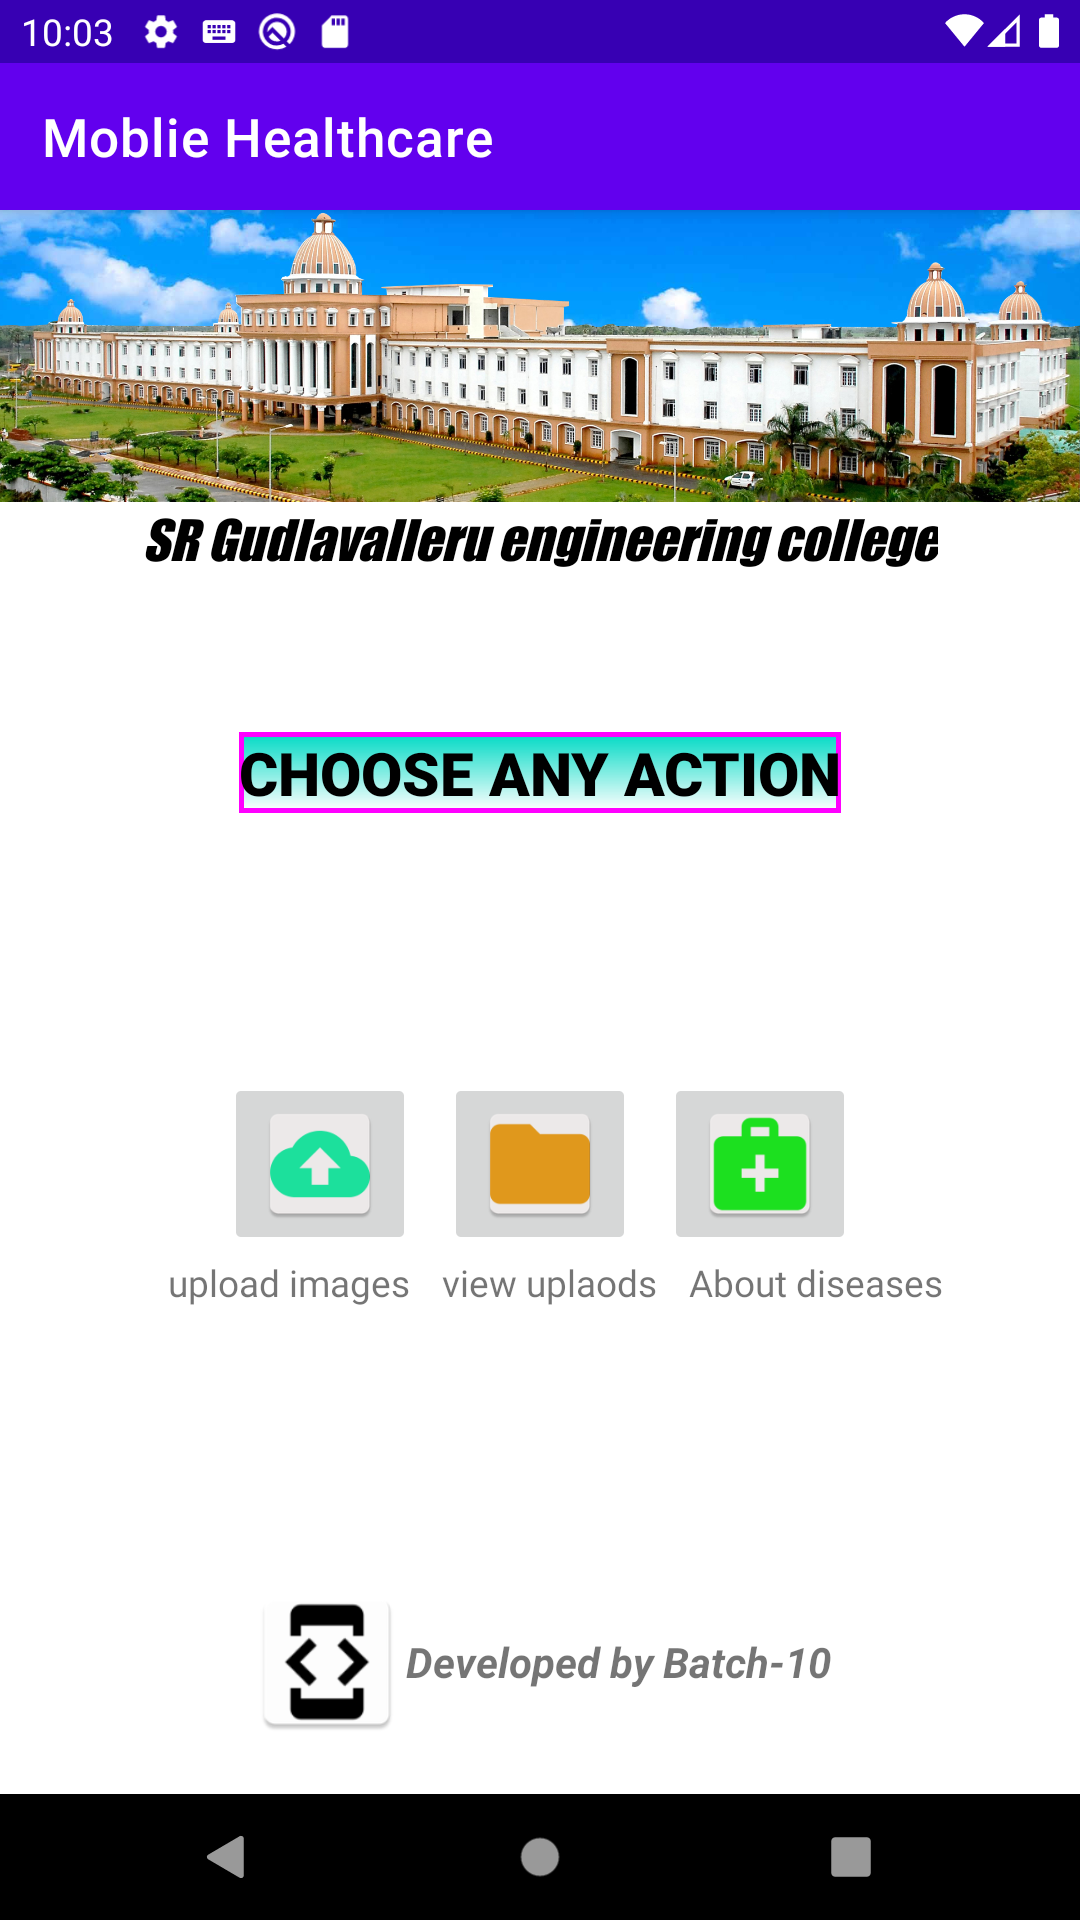 10:03
Moblie Healthcare
SR Gudlavalleru engineering college
CHOOSE ANY ACTION
upload images view uplaods About diseases
Developed by Batch-10